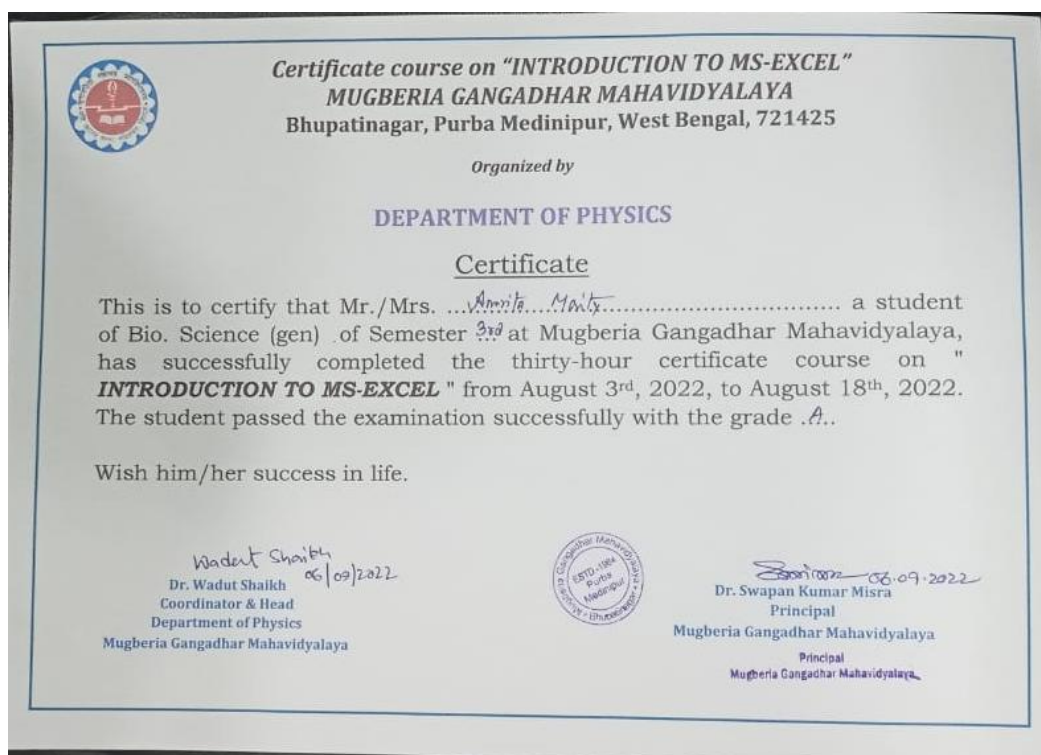 Certificate course on “INTRODUCTION TO MS-EXCEL”
MUGBERIA GANGADHAR MAHAVIDYALAYA
Bhupatinagar, Purba Medinipur, West Bengal, 721425
Organized by
DEPARTMENT OF PHYSICS
Certificate
This is to certify that Mr./Mrs. ...Amrita....Maity........................................ a student
of Bio. Science (gen) of Semester 3rd at Mugberia Gangadhar Mahavidyalaya,
has successfully completed the thirty-hour certificate course on "
INTRODUCTION TO MS-EXCEL " from August 3rd, 2022, to August 18th, 2022.
The student passed the examination successfully with the grade .A..
Wish him/her success in life.
Wadut Shaikh
06/09/2022
Dr. Wadut Shaikh
Coordinator & Head
Department of Physics
Mugberia Gangadhar Mahavidyalaya
Mugberia Gangadhar Mahavidyalaya
ESTD.-1964
Purba
Medinipur
06.09.2022
Dr. Swapan Kumar Misra
Principal
Mugberia Gangadhar Mahavidyalaya
Principal
Mugberia Gangadhar Mahavidyalaya